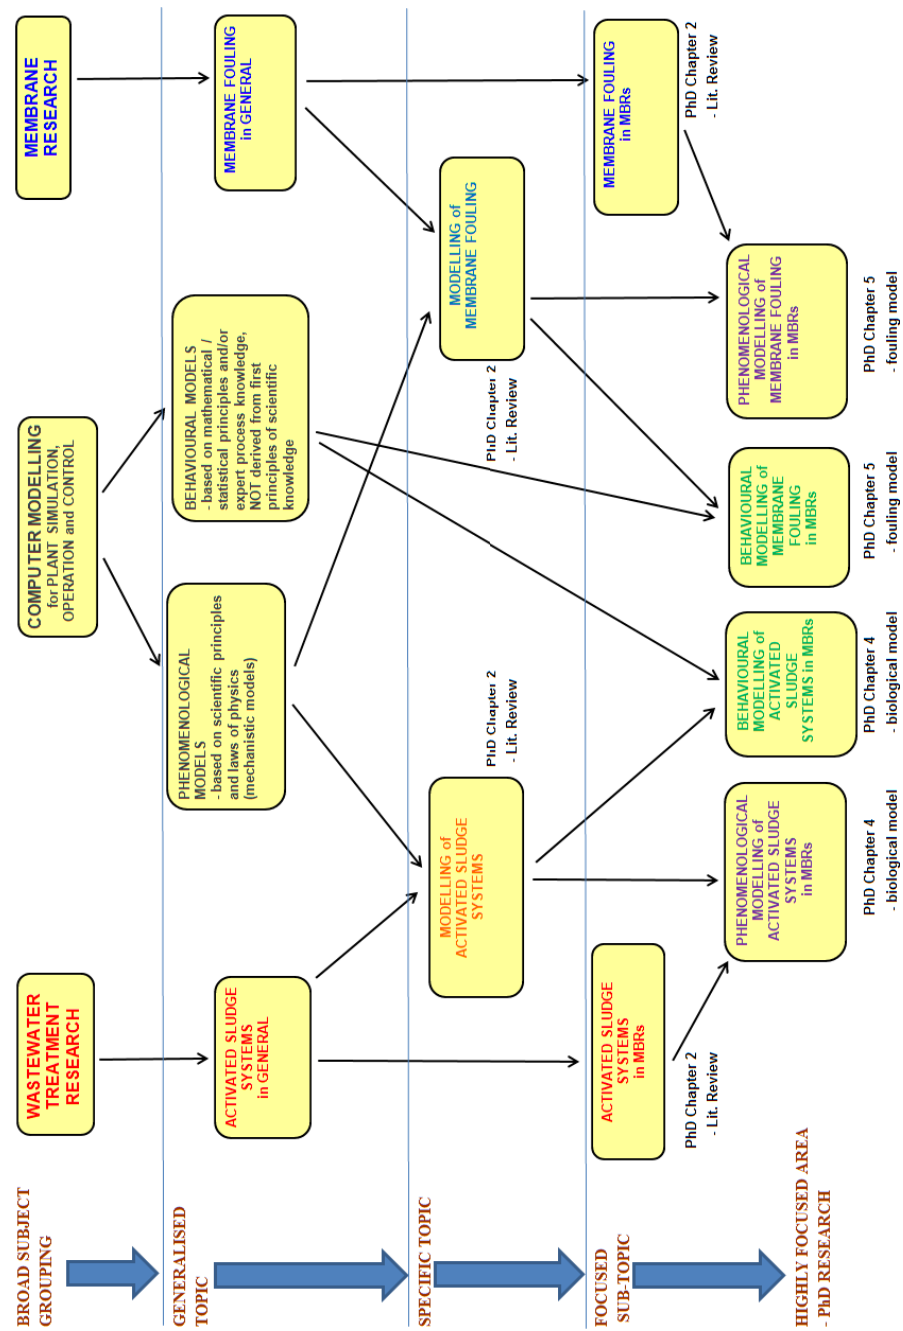 BROAD SUBJECT
GROUPING
WASTEWATER
TREATMENT
RESEARCH
COMPUTER MODELLING
for PLANT SIMULATION,
OPERATION and CONTROL
MEMBRANE
RESEARCH
GENERALISED
TOPIC
ACTIVATED SLUDGE
SYSTEMS
in GENERAL
PHENOMENOLOGICAL
MODELS
- based on scientific principles
and laws of physics
(mechanistic models)
BEHAVIOURAL MODELS
- based on mathematical /
statistical principles and/or
expert process knowledge,
NOT derived from first
principles of scientific
knowledge
MEMBRANE FOULING
in GENERAL
SPECIFIC TOPIC
MODELLING of
ACTIVATED SLUDGE
SYSTEMS
PhD Chapter 2
- Lit. Review
MODELLING of
MEMBRANE FOULING
PhD Chapter 2
- Lit. Review
FOCUSED
SUB-TOPIC
ACTIVATED SLUDGE
SYSTEMS
in MBRs
PhD Chapter 2
- Lit. Review
MEMBRANE FOULING
in MBRs
PhD Chapter 2
- Lit. Review
HIGHLY FOCUSED AREA
- PhD RESEARCH
PHENOMENOLOGICAL
MODELLING of
ACTIVATED SLUDGE
SYSTEMS
in MBRs
PhD Chapter 4
- biological model
BEHAVIOURAL
MODELLING of
ACTIVATED
SLUDGE
SYSTEMS in MBRs
PhD Chapter 4
- biological model
BEHAVIOURAL
MODELLING of
MEMBRANE
FOULING
in MBRs
PhD Chapter 5
- fouling model
PHENOMENOLOGICAL
MODELLING of
MEMBRANE FOULING
in MBRs
PhD Chapter 5
- fouling model